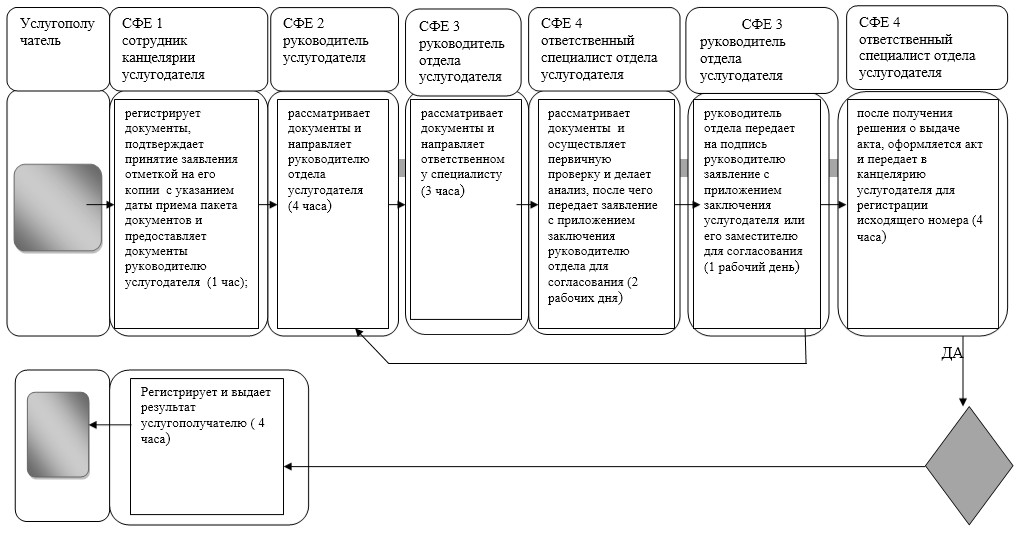 Услугополу
чатель
СФЕ 1
сотрудник
канцелярии
услугодателя
СФЕ 2
руководитель
услугодателя
СФЕ 3
руководитель
отдела
услугодателя
СФЕ 4
ответственный
специалист отдела
услугодателя
СФЕ 3
руководитель
отдела
услугодателя
СФЕ 4
ответственный
специалист отдела
услугодателя
регистрирует
документы,
подтверждает
принятие заявления
отметкой на его
копии с указанием
даты приема пакета
документов и
предоставляет
документы
руководителю
услугодателя (1 час);
рассматривает
документы и
направляет
руководителю
отдела
услугодателя
(4 часа)
рассматривает
документы и
направляет
ответственном
у специалисту
(3 часа)
рассматривает
документы и
осуществляет
первичную
проверку и делает
анализ, после чего
передает заявление
с приложением
заключения
руководителю
отдела для
согласования (2
рабочих дня)
руководитель
отдела передает
на подпись
руководителю
заявление с
приложением
заключения
услугодателя или
его заместителю
для согласования
(1 рабочий день)
после получения
решения о выдаче
акта, оформляется акт
и передает в
канцелярию
услугодателя для
регистрации
исходящего номера (4
часа)
ДА
Регистрирует и выдает
результат
услугополучателю ( 4
часа)